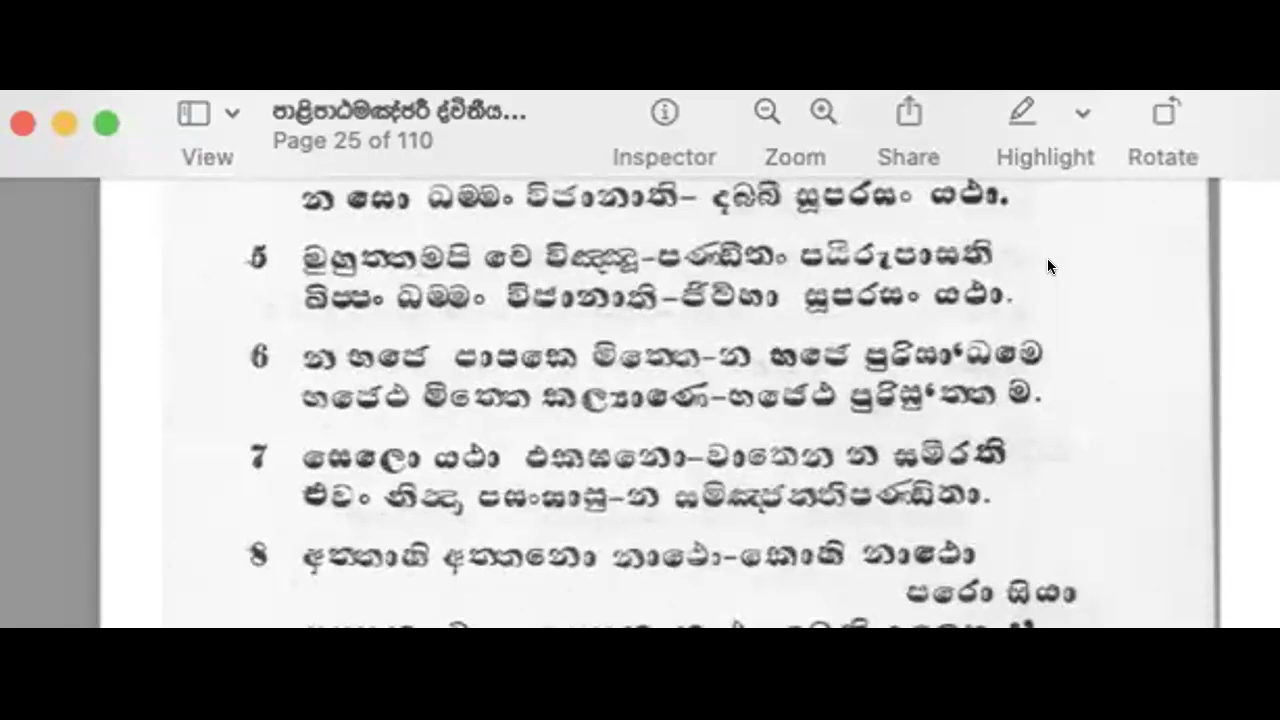 පාළිපාඨමඤ්ජරී ද්විතීය...
Page 25 of 110
View
Inspector
Zoom
Share
Highlight
Rotate
න සො ධම්මං විජානාති- දබ්බි සූපරසං යථා.
5 මුහුත්තමපි චෙ විඤ්ඤූ-පණ්ඩිතං පයිරුපාසති
ඛිප්පං ධම්මං විජානාති-ජිව්හා සූපරසං යථා.
6 න භජෙ පාපකෙ මිත්තෙ-න භජෙ පුරිසා‘ධමෙ
භජෙථ මිත්තෙ කල්‍යාණෙ-භජෙථ පුරිසු‘ත්ත මෙ.
7 සෙලො යථා එකඝනො-වාතෙන න සමීරති
එවං නින්‍දා පසංසාසු-න සමිඤ්ජන්තිපණ්ඩිතා.
8 අත්තාහි අත්තනො නාථො-කොහි නාථො
පරො සියා